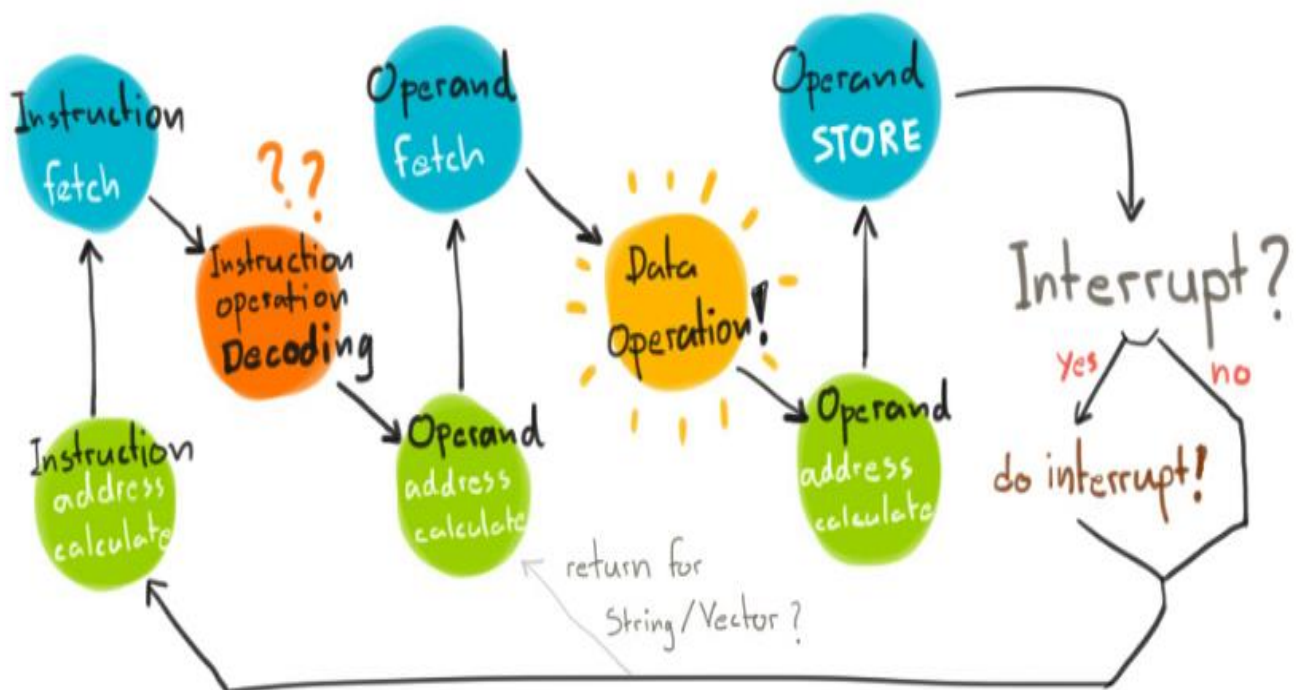 Instruction
fetch
??
Instruction
operation
Decoding
Instruction
address
calculate
Operand
fetch
Operand
address
calculate
Data
Operation!
Operand
STORE
Operand
address
calculate
Interrupt?
yes
no
do interrupt!
return for
String/Vector?